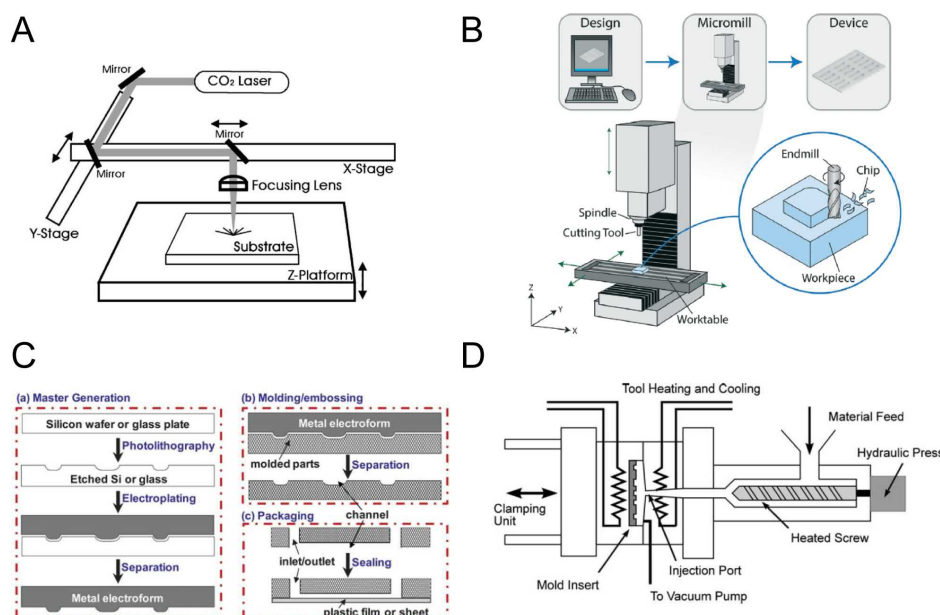 A
Mirror
CO₂ Laser
Mirror
X-Stage
Mirror
Focusing Lens
Y-Stage
Substrate
Z-Platform
B
Design
Micromill
Device
Endmill
Chip
Spindle
Cutting Tool
Workpiece
Z
Y
X
Worktable
C
(a) Master Generation
Silicon wafer or glass plate
Photolithography
Etched Si or glass
Electroplating
Separation
Metal electroform
(b) Molding/embossing
Metal electroform
molded parts
Separation
channel
(c) Packaging
inlet/outlet
Sealing
plastic film or sheet
D
Tool Heating and Cooling
Material Feed
Hydraulic Press
Clamping
Unit
Heated Screw
Injection Port
Mold Insert
To Vacuum Pump